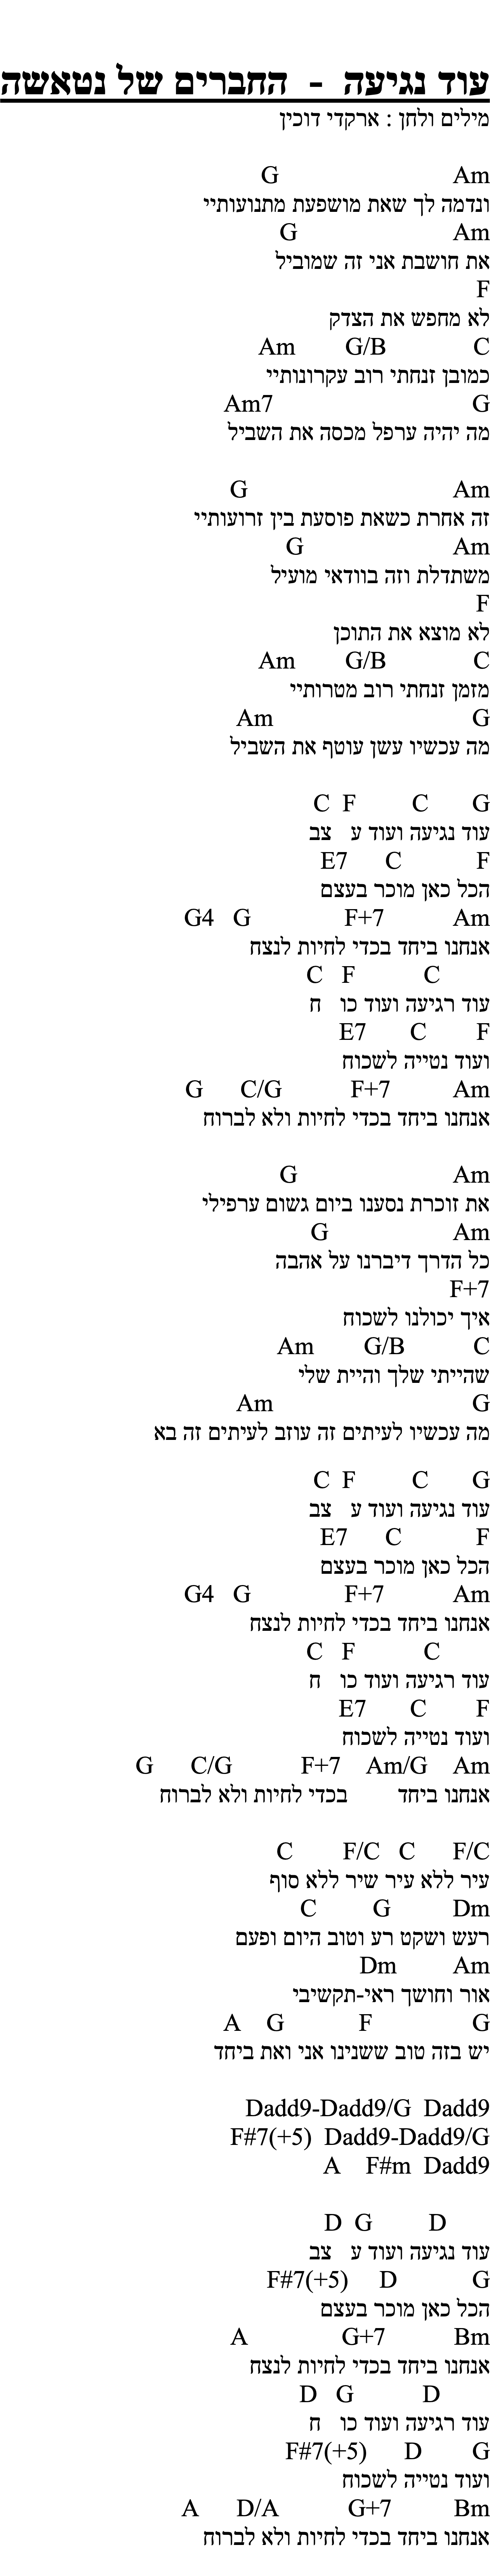 עוד נגיעה - החברים של נטאשה
מילים ולחן : ארקדי דוכין
Am G
ונדמה לך שאת מושפעת מתנועותיי
Am G
את חושבת אני זה שמוביל
F
לא מחפש את הצדק
C G/B Am
כמובן זנחתי רוב עקרונותיי
G Am7
מה יהיה ערפל מכסה את השביל
Am G
זה אחרת כשאת פוסעת בין זרועותיי
Am G
משתדלת וזה בוודאי מועיל
F
לא מוצא את התוכן
C G/B Am
מזמן זנחתי רוב מטרותיי
G Am
מה עכשיו עשן עוטף את השביל
G C F C
עוד נגיעה ועוד ע צב
F C E7
הכל כאן מוכר בעצם
Am F+7 G G4
אנחנו ביחד בכדי לחיות לנצח
C F C
עוד רגיעה ועוד כו ח
F C E7
ועוד נטייה לשכוח
Am F+7 C/G G
אנחנו ביחד בכדי לחיות ולא לברוח
Am G
את זוכרת נסענו ביום גשום ערפילי
Am G
כל הדרך דיברנו על אהבה
F+7
איך יכולנו לשכוח
C G/B Am
שהייתי שלך והיית שלי
G Am
מה עכשיו לעיתים זה עוזב לעיתים זה בא
G C F C
עוד נגיעה ועוד ע צב
F C E7
הכל כאן מוכר בעצם
Am F+7 G G4
אנחנו ביחד בכדי לחיות לנצח
C F C
עוד רגיעה ועוד כו ח
F C E7
ועוד נטייה לשכוח
Am Am/G F+7 C/G G
אנחנו ביחד בכדי לחיות ולא לברוח
F/C C F/C C
עיר ללא עיר שיר ללא סוף
Dm G C
רעש ושקט רע וטוב היום ופעם
Am Dm
אור וחושך ראי-תקשיבי
G F G A
יש בזה טוב ששנינו אני ואת ביחד
Dadd9-Dadd9/G Dadd9
F#7(+5) Dadd9-Dadd9/G
A F#m Dadd9
D G D
עוד נגיעה ועוד ע צב
G D F#7(+5)
הכל כאן מוכר בעצם
Bm G+7 A
אנחנו ביחד בכדי לחיות לנצח
D G D
עוד רגיעה ועוד כו ח
G D F#7(+5)
ועוד נטייה לשכוח
Bm G+7 D/A A
אנחנו ביחד בכדי לחיות ולא לברוח